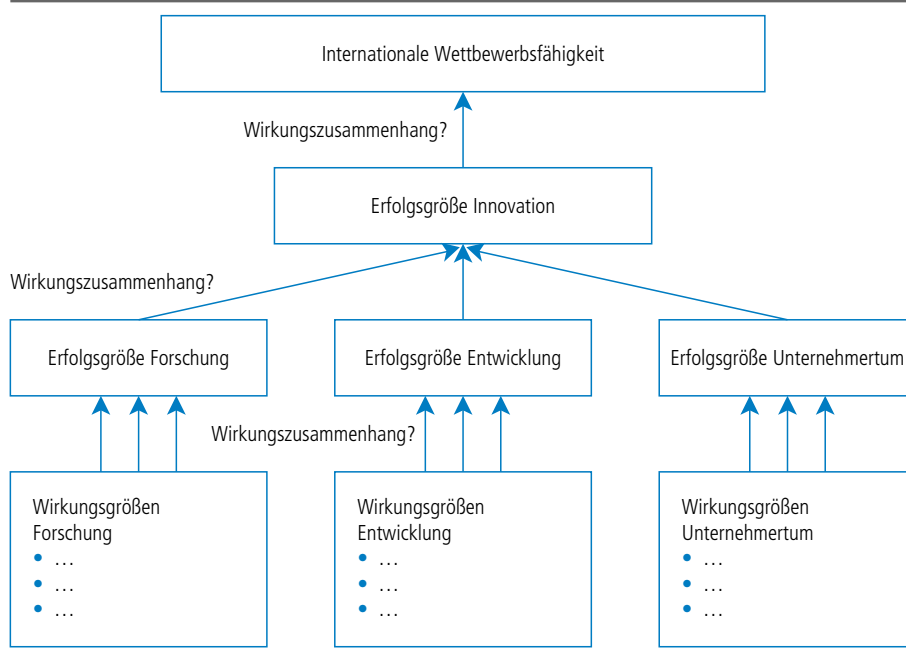 Internationale Wettbewerbsfähigkeit
Wirkungszusammenhang?
Erfolgsgröße Innovation
Wirkungszusammenhang?
Erfolgsgröße Forschung
Erfolgsgröße Entwicklung
Erfolgsgröße Unternehmertum
Wirkungszusammenhang?
Wirkungsgrößen
Forschung
• …
• …
• …
Wirkungsgrößen
Entwicklung
• …
• …
• …
Wirkungsgrößen
Unternehmertum
• …
• …
• …